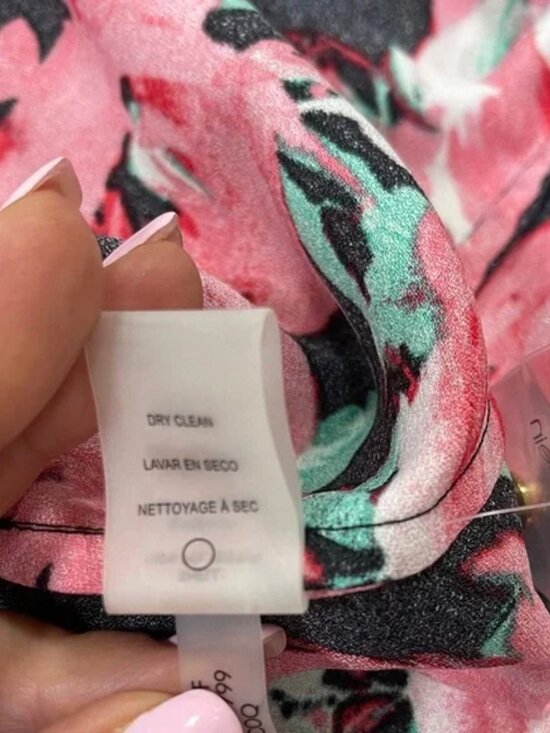 DRY CLEAN
LAVAR EN SECO
NETTOYAGE À SEC